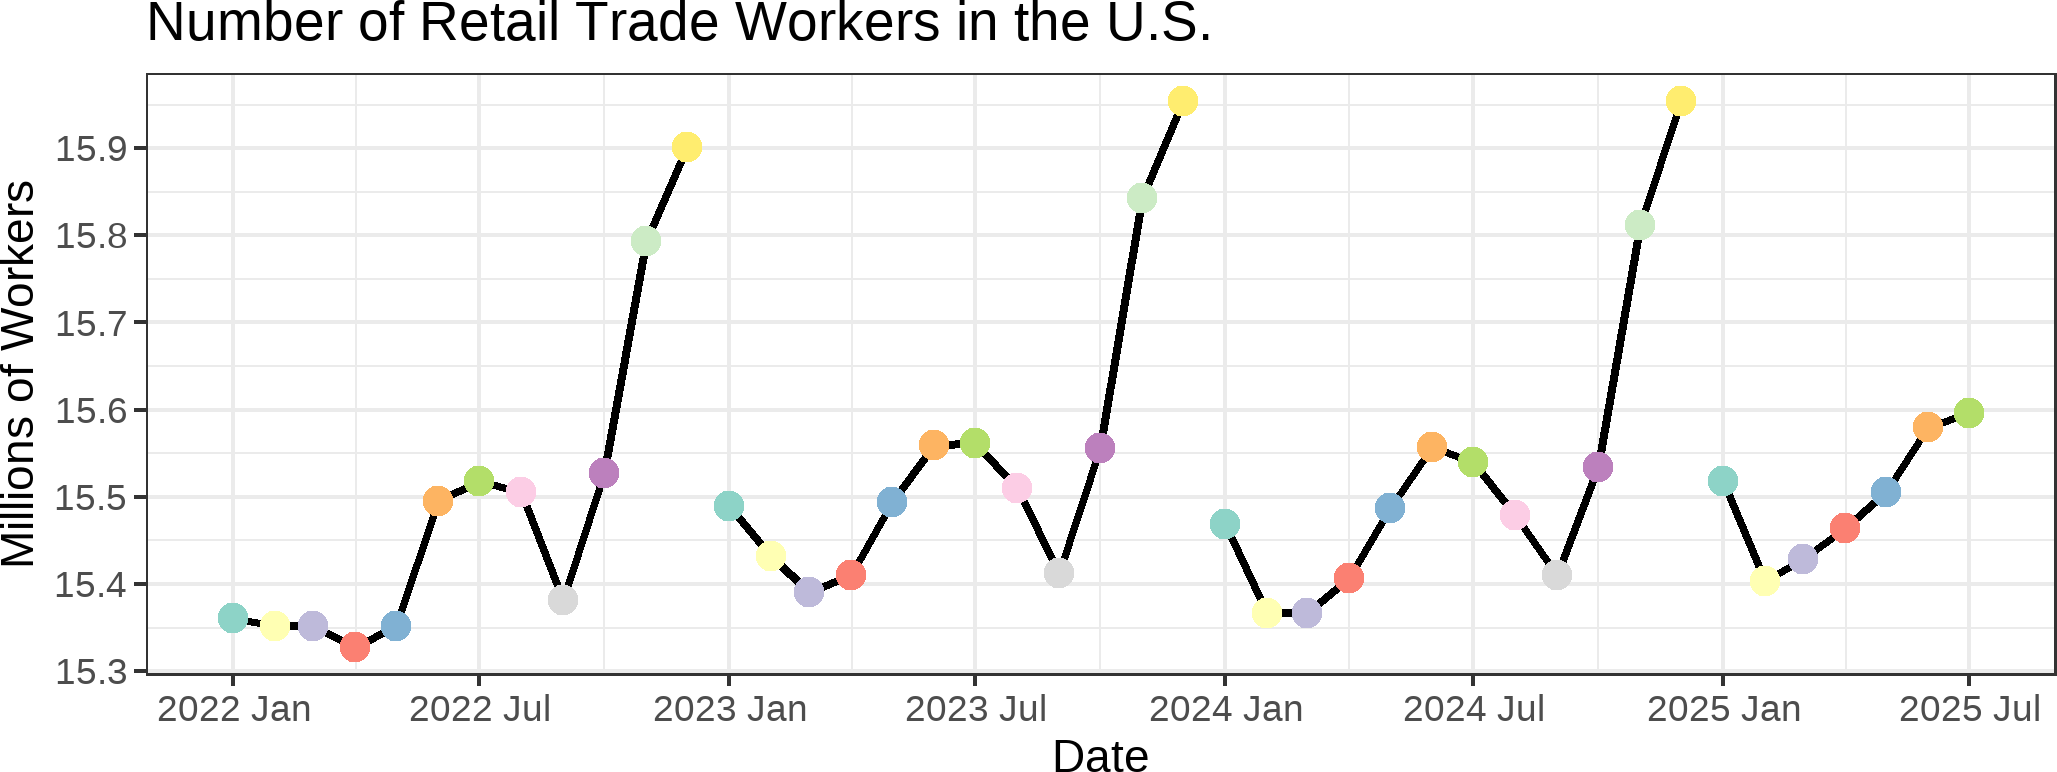 Number of Retail Trade Workers in the U.S.
Millions of Workers
15.9
15.8
15.7
15.6
15.5
15.4
15.3
2022 Jan 2022 Jul 2023 Jan 2023 Jul 2024 Jan 2024 Jul 2025 Jan 2025 Jul
Date